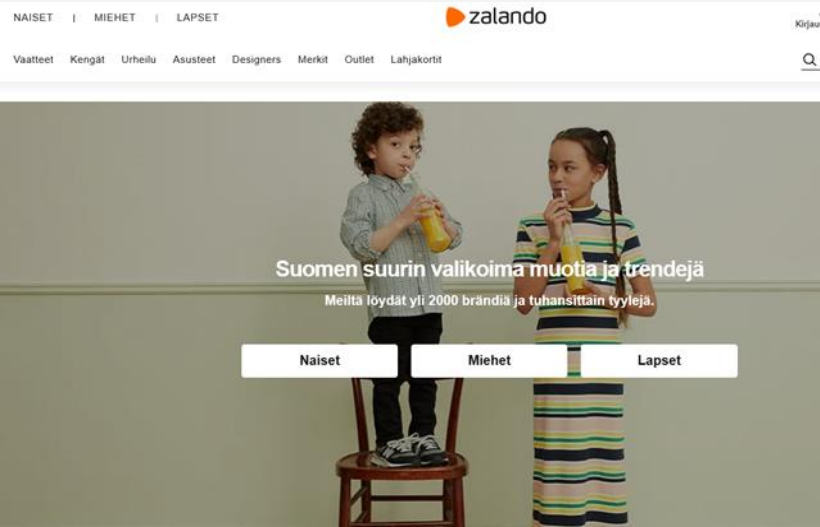 NAISET | MIEHET | LAPSET
zalando
Vaatteet Kengät Urheilu Asusteet Designers Merkit Outlet Lahjakortit
Suomen suurin valikoima muotia ja trendejä
Meiltä löydät yli 2000 brändiä ja tuhansittain tyylejä.
Naiset Miehet Lapset